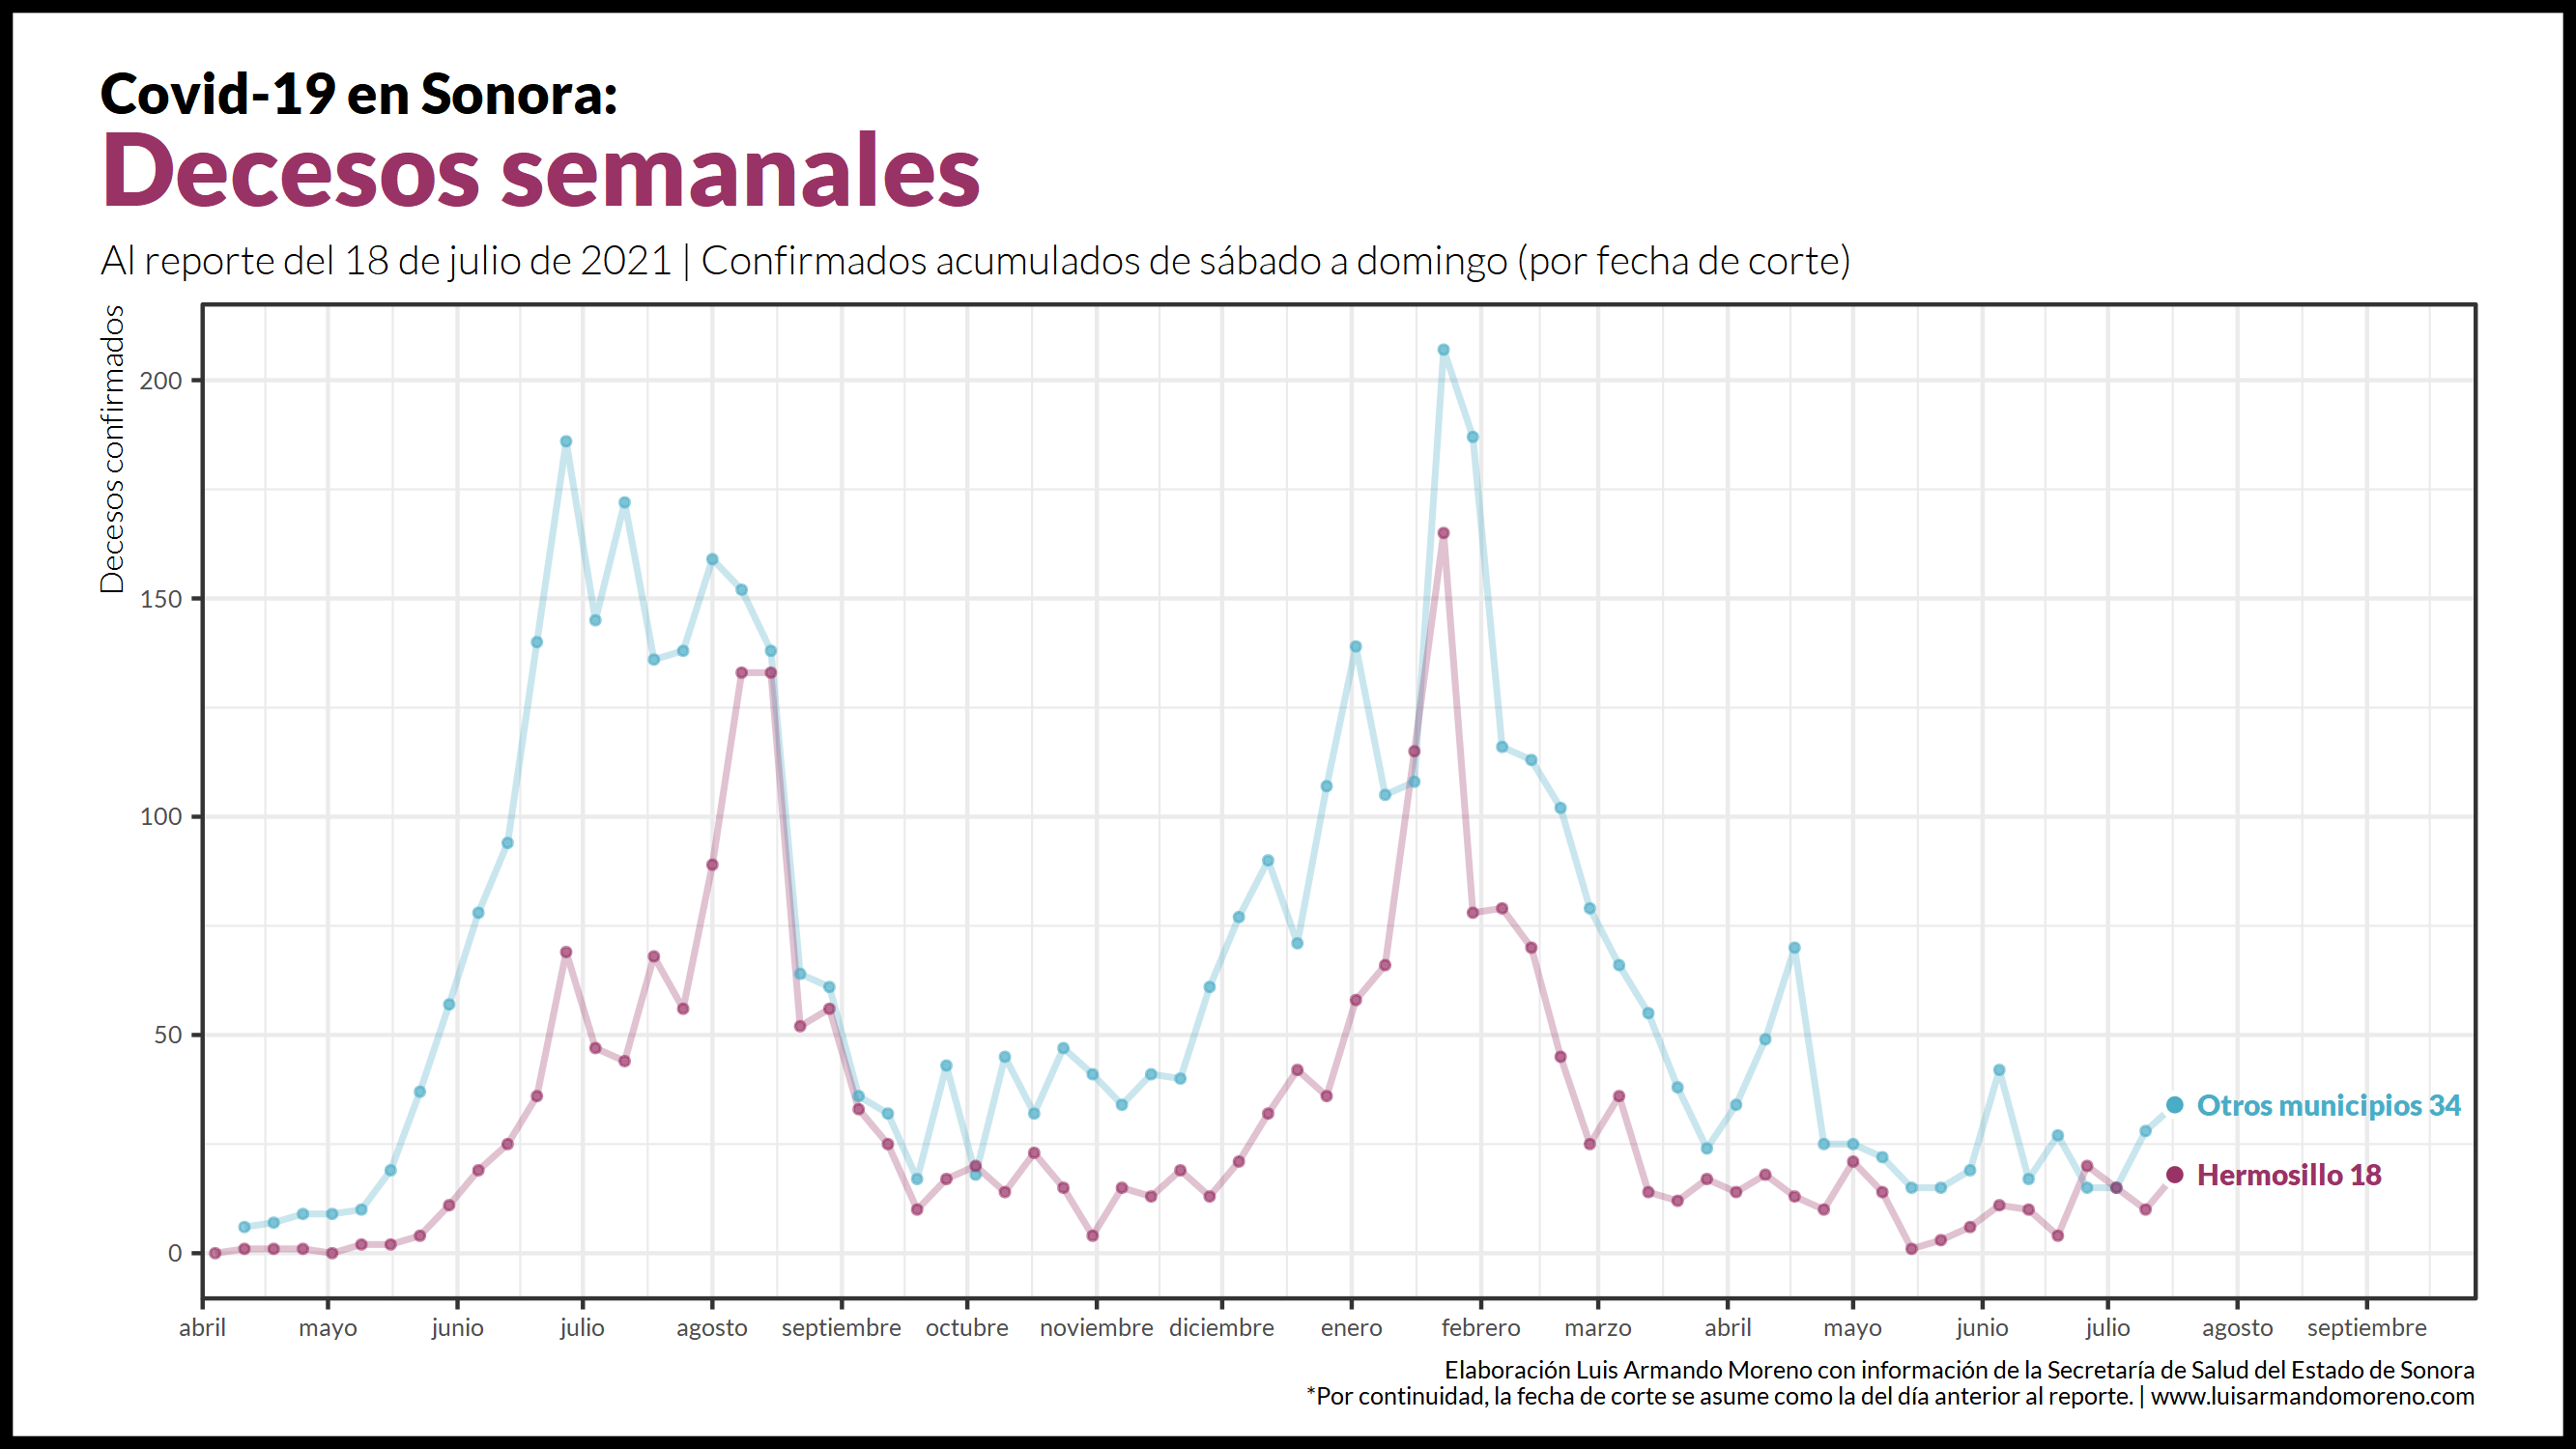 Covid-19 en Sonora:
Decesos semanales
Al reporte del 18 de julio de 2021 | Confirmados acumulados de sábado a domingo (por fecha de corte)
Decesos confirmados
200
150
100
50
0
Otros municipios 34
Hermosillo 18
abril mayo junio julio agosto septiembre octubre noviembre diciembre enero febrero marzo abril mayo junio julio agosto septiembre
Elaboración Luis Armando Moreno con información de la Secretaría de Salud del Estado de Sonora
*Por continuidad, la fecha de corte se asume como la del día anterior al reporte. | www.luisarmandomoreno.com